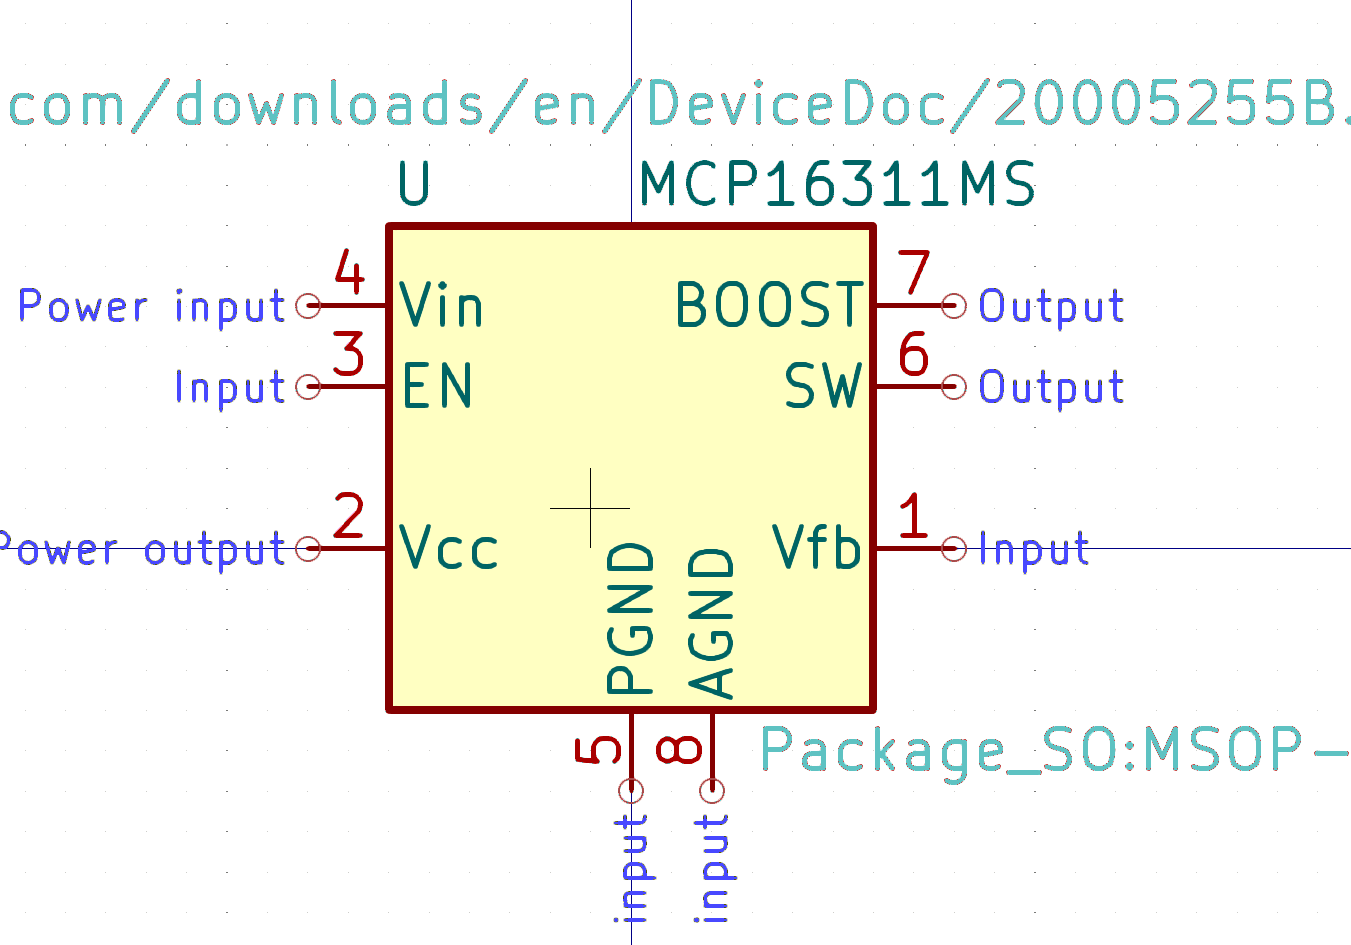 com/downloads/en/DeviceDoc/20005255B.
U MCP16311MS
4 7
Power input Vin BOOST Output
3 6
Input EN SW Output
2 1
Power output Vcc Vfb Input
PGND AGND
5 8 Package_SO:MSOP-
input input